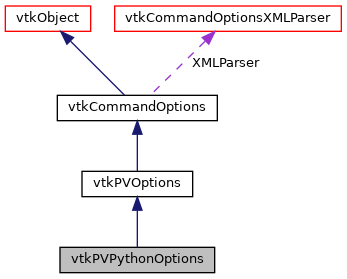 vtkObject
vtkCommandOptionsXMLParser
XMLParser
vtkCommandOptions
vtkPVOptions
vtkPVPythonOptions